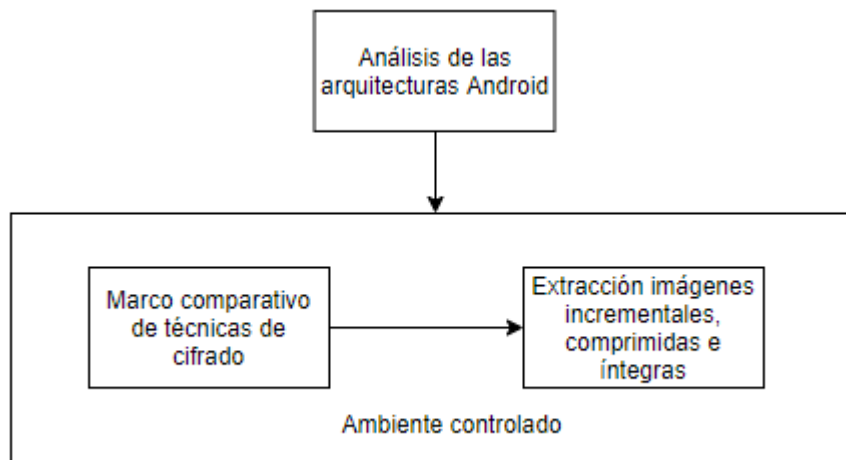 Análisis de las
arquitecturas Android
Marco comparativo
de técnicas de
cifrado
Extracción imágenes
incrementales,
comprimidas e
íntegras
Ambiente controlado